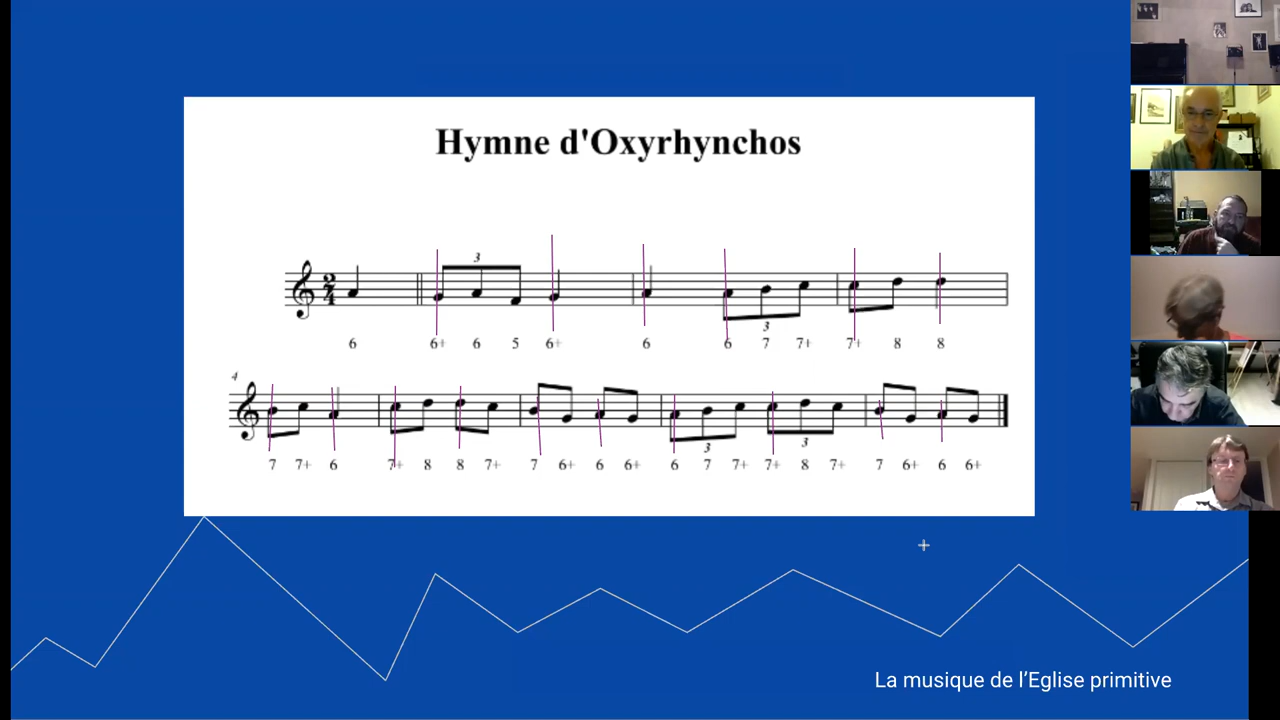 Hymne d'Oxyrhynchos
3
2
4
3
6 6+ 6 5 6+ 6 6 7 7+ 7+ 8 8
4
3 3
7 7+ 6 7+ 8 8 7+ 7 6+ 6 6+ 6 7 7+ 7+ 8 7+ 7 6+ 6 6+
La musique de l'Eglise primitive